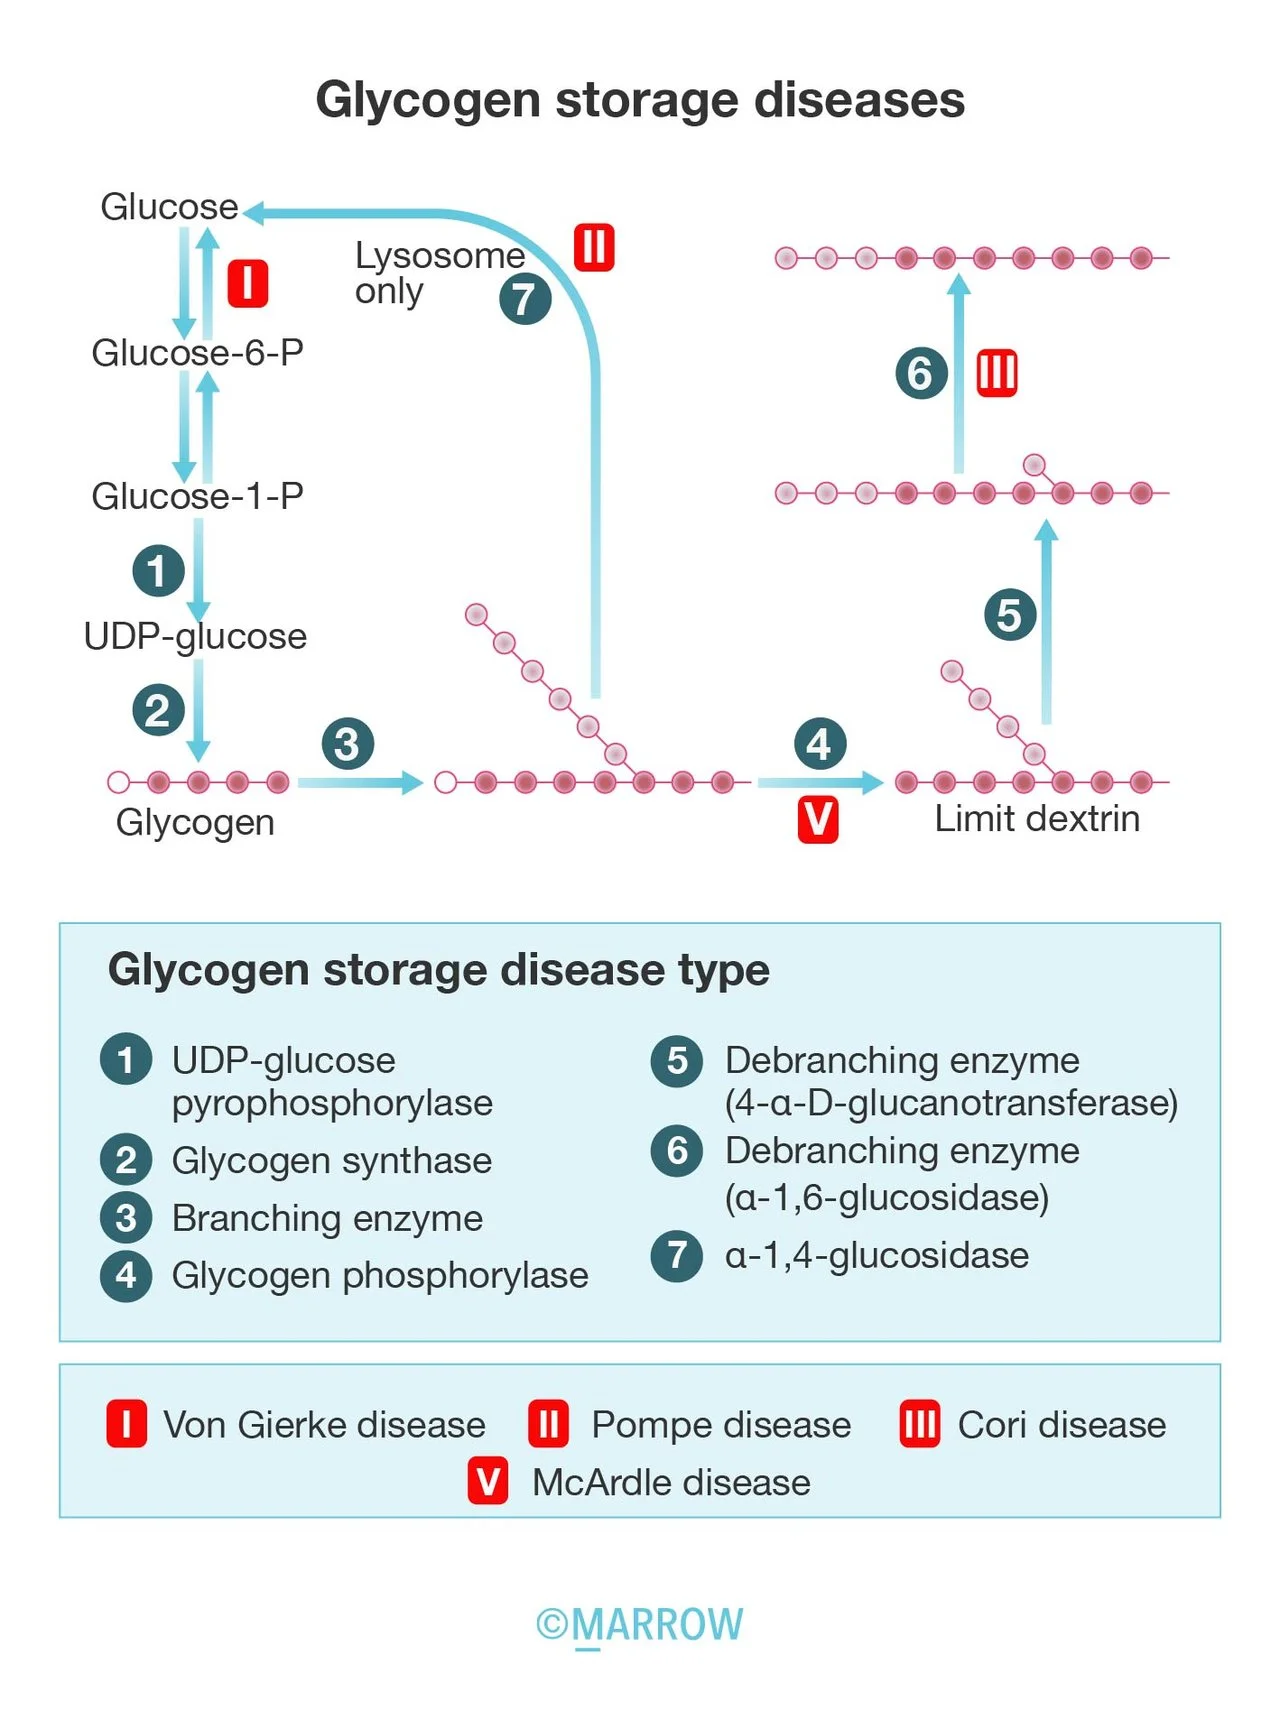 Glycogen storage diseases
Glucose
I
Lysosome
only
7
II
Glucose-6-P
6
III
Glucose-1-P
1
UDP-glucose
5
2
3
4
V
Glycogen
Limit dextrin
Glycogen storage disease type
1 UDP-glucose
pyrophosphorylase
2 Glycogen synthase
3 Branching enzyme
4 Glycogen phosphorylase
5 Debranching enzyme
(4-α-D-glucanotransferase)
6 Debranching enzyme
(α-1,6-glucosidase)
7 α-1,4-glucosidase
I Von Gierke disease II Pompe disease III Cori disease
V McArdle disease
©MARROW